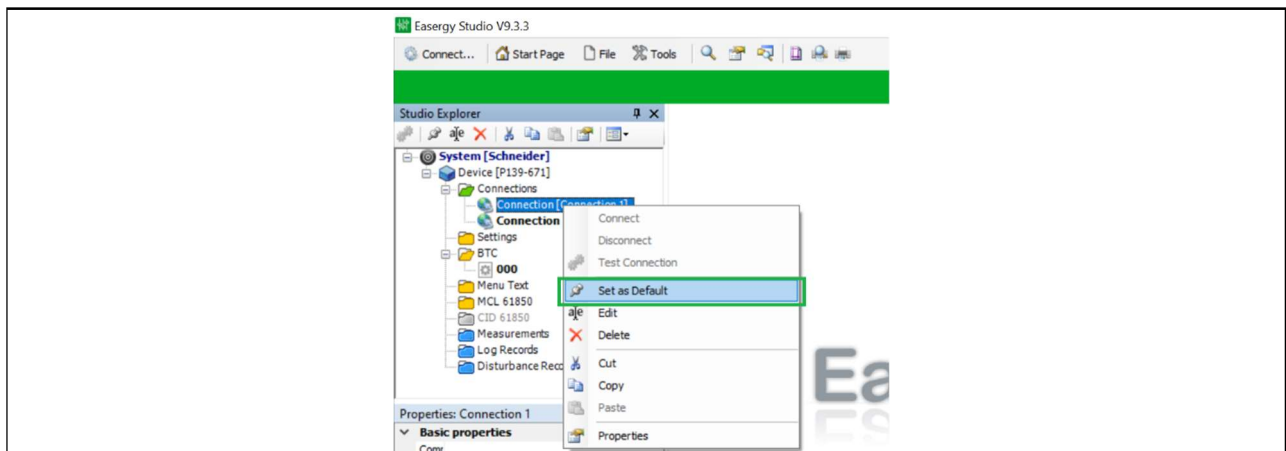 Easergy Studio V9.3.3
Connect... Start Page File Tools
Studio Explorer
System [Schneider]
Device [P139-671]
Connections
Connection [Connection 1]
Connection
Settings
BTC
000
Menu Text
MCL 61850
CID 61850
Measurements
Log Records
Disturbance Reco
Connect
Disconnect
Test Connection
Set as Default
Edit
Delete
Cut
Copy
Paste
Properties
Ea
Properties: Connection 1
Basic properties